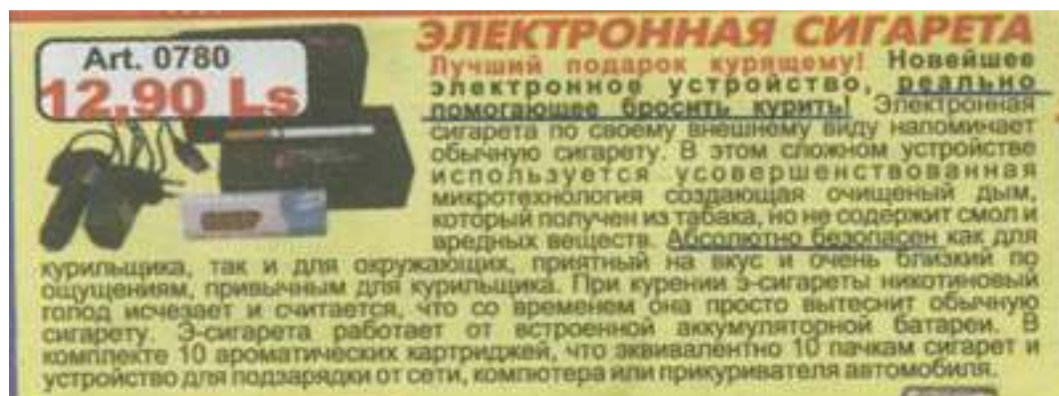 Art. 0780
12,90 Ls
ЭЛЕКТРОННАЯ СИГАРЕТА
Лучший подарок курящему! Новейшее
электронное устройство, реально
помогающее бросить курить! Электронная
сигарета по своему внешнему виду напоминает
обычную сигарету. В этом сложном устройстве
используется усовершенствованная
микротехнология создающая очищеный дым,
который получен из табака, но не содержит смол и
вредных веществ. Абсолютно безопасен как для
курильщика, так и для окружающих, приятный на вкус и очень близкий по
ощущениям, привычным для курильщика. При курении э-сигареты никотиновый
голод исчезает и считается, что со временем она просто вытеснит обычную
сигарету. Э-сигарета работает от встроенной аккумуляторной батареи. В
комплекте 10 ароматических картриджей, что эквивалентно 10 пачкам сигарет и
устройство для подзарядки от сети, компютера или прикуривателя автомобиля.